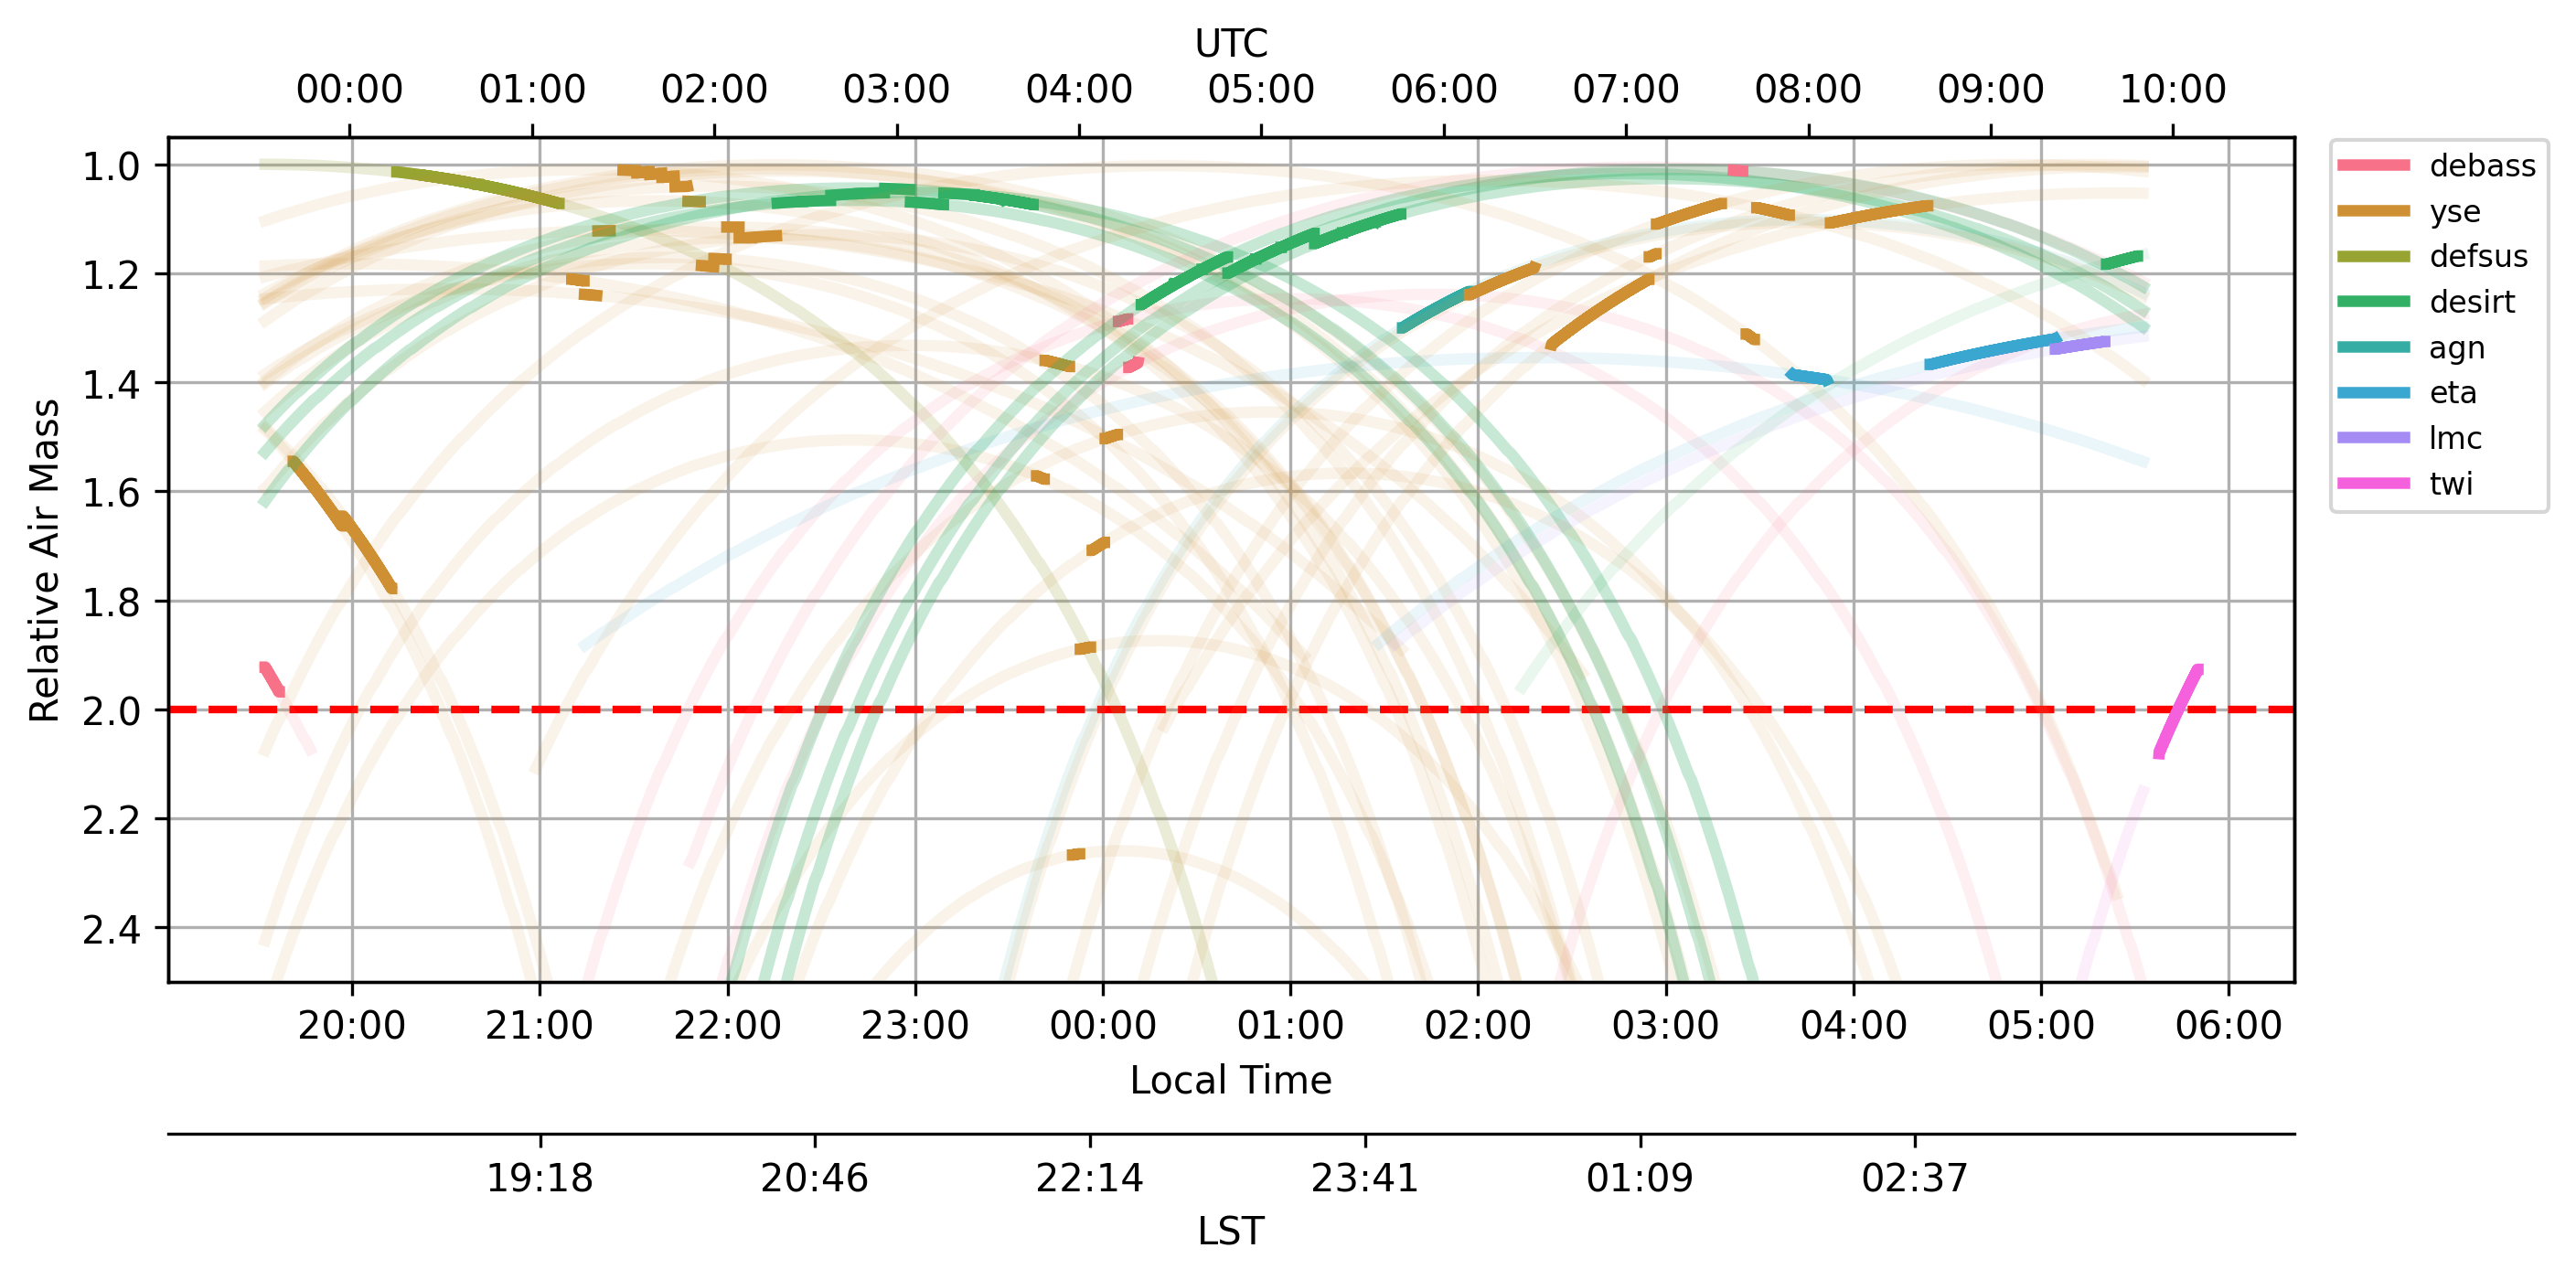 UTC
00:00 01:00 02:00 03:00 04:00 05:00 06:00 07:00 08:00 09:00 10:00
Relative Air Mass
1.0
1.2
1.4
1.6
1.8
2.0
2.2
2.4
debass
yse
defsus
desirt
agn
eta
lmc
twi
20:00 21:00 22:00 23:00 00:00 01:00 02:00 03:00 04:00 05:00 06:00
Local Time
19:18 20:46 22:14 23:41 01:09 02:37
LST